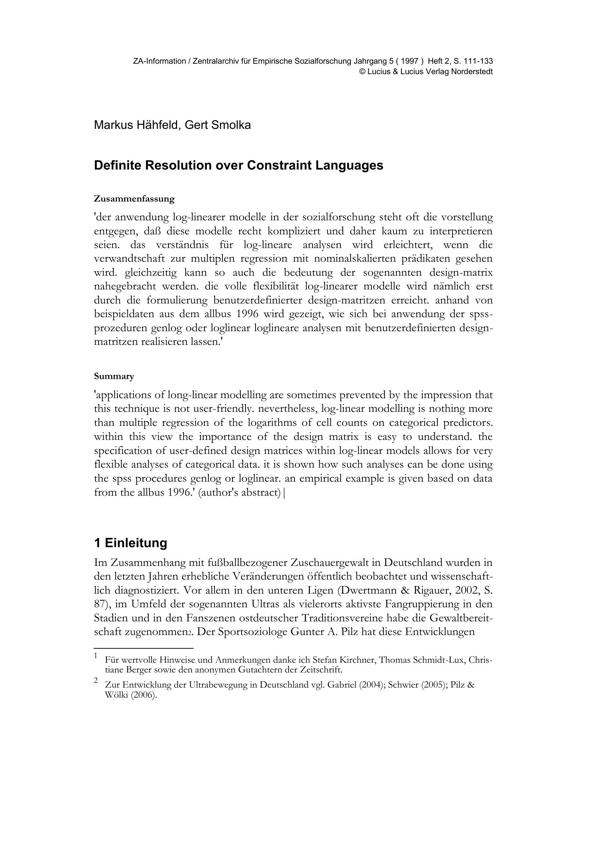 ZA-Information / Zentralarchiv für Empirische Sozialforschung Jahrgang 5 ( 1997 ) Heft 2, S. 111-133
© Lucius & Lucius Verlag Norderstedt
Markus Hähfeld, Gert Smolka
Definite Resolution over Constraint Languages
Zusammenfassung
'der anwendung log-linearer modelle in der sozialforschung steht oft die vorstellung
entgegen, daß diese modelle recht kompliziert und daher kaum zu interpretieren
seien. das verständnis für log-lineare analysen wird erleichtert, wenn die
verwandtschaft zur multiplen regression mit nominalskalierten prädikaten gesehen
wird. gleichzeitig kann so auch die bedeutung der sogenannten design-matrix
nahegebracht werden. die volle flexibilität log-linearer modelle wird nämlich erst
durch die formulierung benutzerdefinierter design-matritzen erreicht. anhand von
beispieldaten aus dem allbus 1996 wird gezeigt, wie sich bei anwendung der spss-
prozeduren genlog oder loglinear loglineare analysen mit benutzerdefinierten design-
matritzen realisieren lassen.'
Summary
'applications of long-linear modelling are sometimes prevented by the impression that
this technique is not user-friendly. nevertheless, log-linear modelling is nothing more
than multiple regression of the logarithms of cell counts on categorical predictors.
within this view the importance of the design matrix is easy to understand. the
specification of user-defined design matrices within log-linear models allows for very
flexible analyses of categorical data. it is shown how such analyses can be done using
the spss procedures genlog or loglinear. an empirical example is given based on data
from the allbus 1996.' (author's abstract)|
1 Einleitung
Im Zusammenhang mit fußballbezogener Zuschauergewalt in Deutschland wurden in
den letzten Jahren erhebliche Veränderungen öffentlich beobachtet und wissenschaft-
lich diagnostiziert. Vor allem in den unteren Ligen (Dwertmann & Rigauer, 2002, S.
87), im Umfeld der sogenannten Ultras als vielerorts aktivste Fangruppierung in den
Stadien und in den Fanszenen ostdeutscher Traditionsvereine habe die Gewaltbereit-
schaft zugenommen2. Der Sportsoziologe Gunter A. Pilz hat diese Entwicklungen
1 Für wertvolle Hinweise und Anmerkungen danke ich Stefan Kirchner, Thomas Schmidt-Lux, Chris-
tiane Berger sowie den anonymen Gutachtern der Zeitschrift.
2 Zur Entwicklung der Ultrabewegung in Deutschland vgl. Gabriel (2004); Schwier (2005); Pilz &
Wölki (2006).